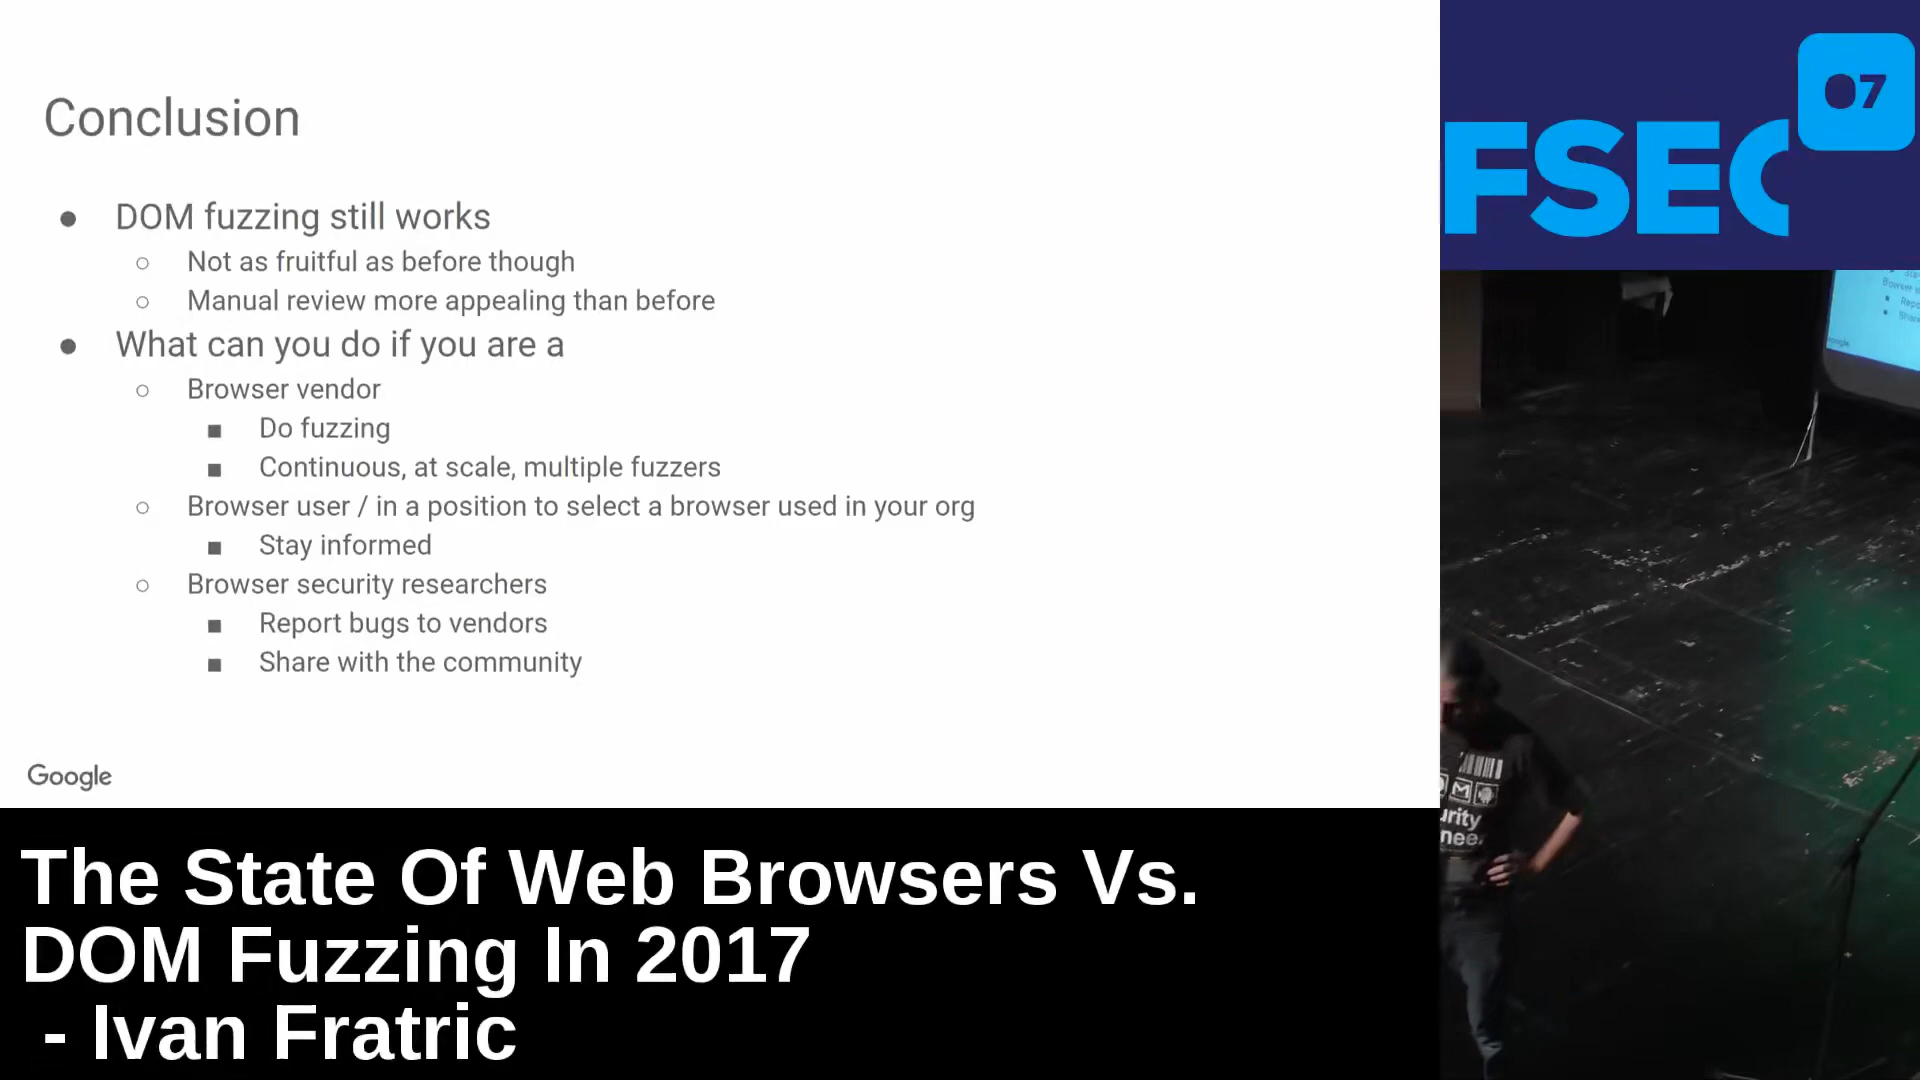 Conclusion
● DOM fuzzing still works
○ Not as fruitful as before though
○ Manual review more appealing than before
● What can you do if you are a
○ Browser vendor
■ Do fuzzing
■ Continuous, at scale, multiple fuzzers
○ Browser user / in a position to select a browser used in your org
■ Stay informed
○ Browser security researchers
■ Report bugs to vendors
■ Share with the community
Google
The State Of Web Browsers Vs.
DOM Fuzzing In 2017
- Ivan Fratric
07
FSEC